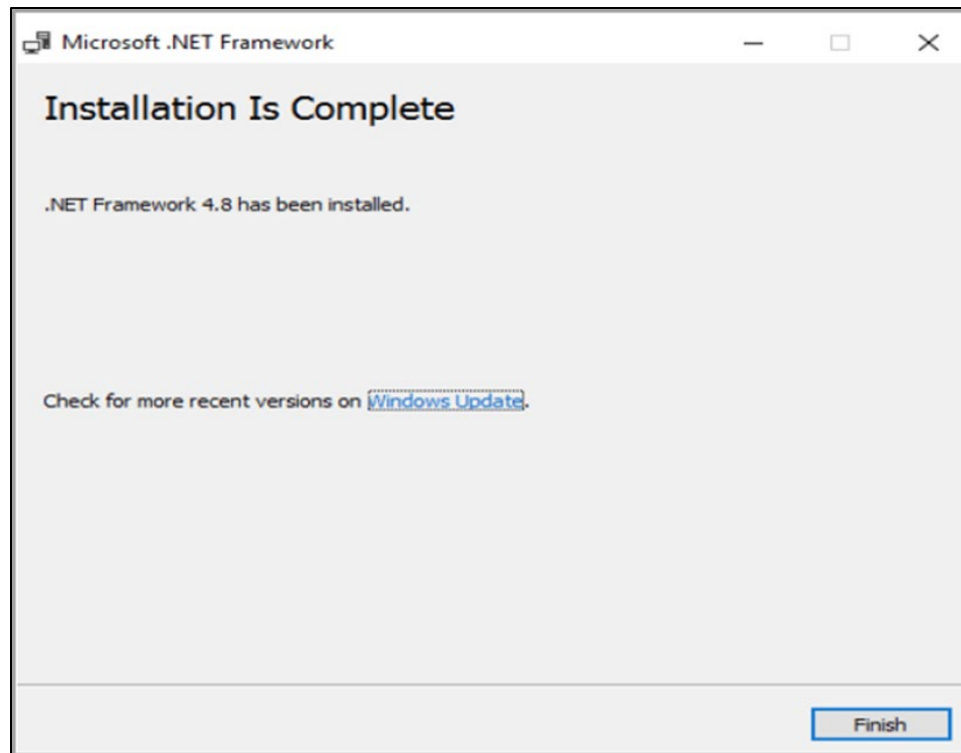 Microsoft .NET Framework
Installation Is Complete
.NET Framework 4.8 has been installed.
Check for more recent versions on Windows Update.
Finish